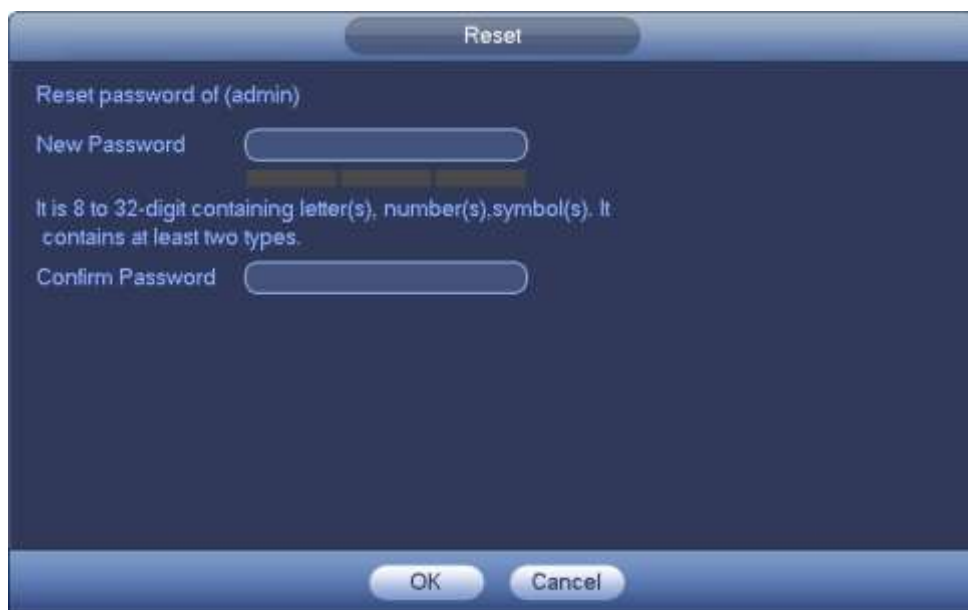 Reset
Reset password of (admin)
New Password
It is 8 to 32-digit containing letter(s), number(s),symbol(s). It
contains at least two types.
Confirm Password
OK
Cancel